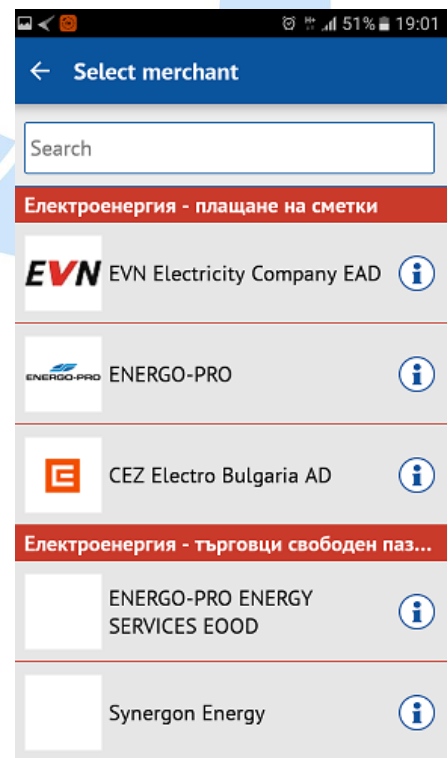 51% 19:01
Select merchant
Search
Електроенергия - плащане на сметки
EVN EVN Electricity Company EAD
ENERGO-PRO ENERGO-PRO
CEZ Electro Bulgaria AD
Електроенергия - търговци свободен паз...
ENERGO-PRO ENERGY
SERVICES EOOD
Synergon Energy